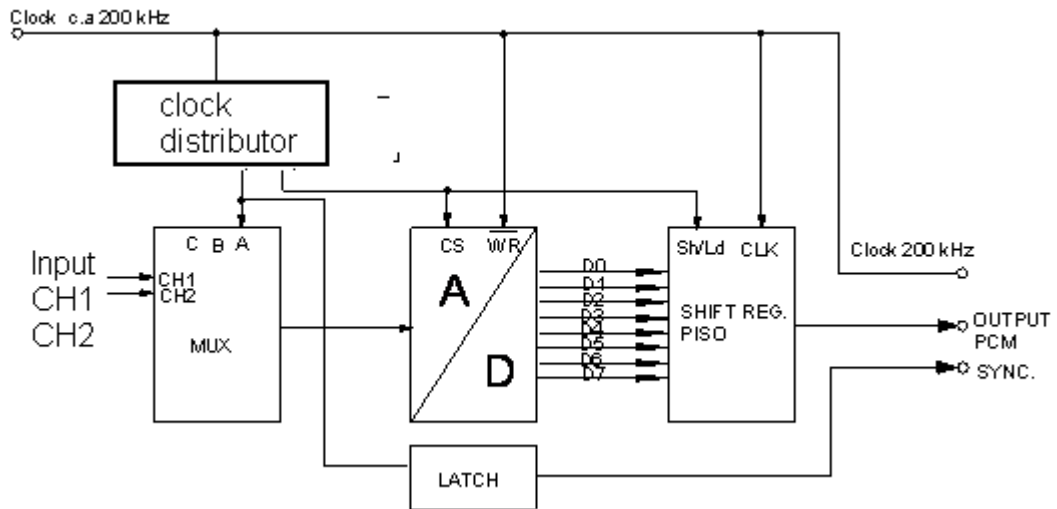 Clock c.a 200 kHz
clock
distributor
C B A
CH1
CH2
MUX
Input
CH1
CH2
CS WR
A
D
D0
D1
D2
D3
D4
D5
D6
D7
Sh/Ld CLK
SHIFT REG.
PISO
Clock 200 kHz
OUTPUT
PCM
SYNC.
LATCH